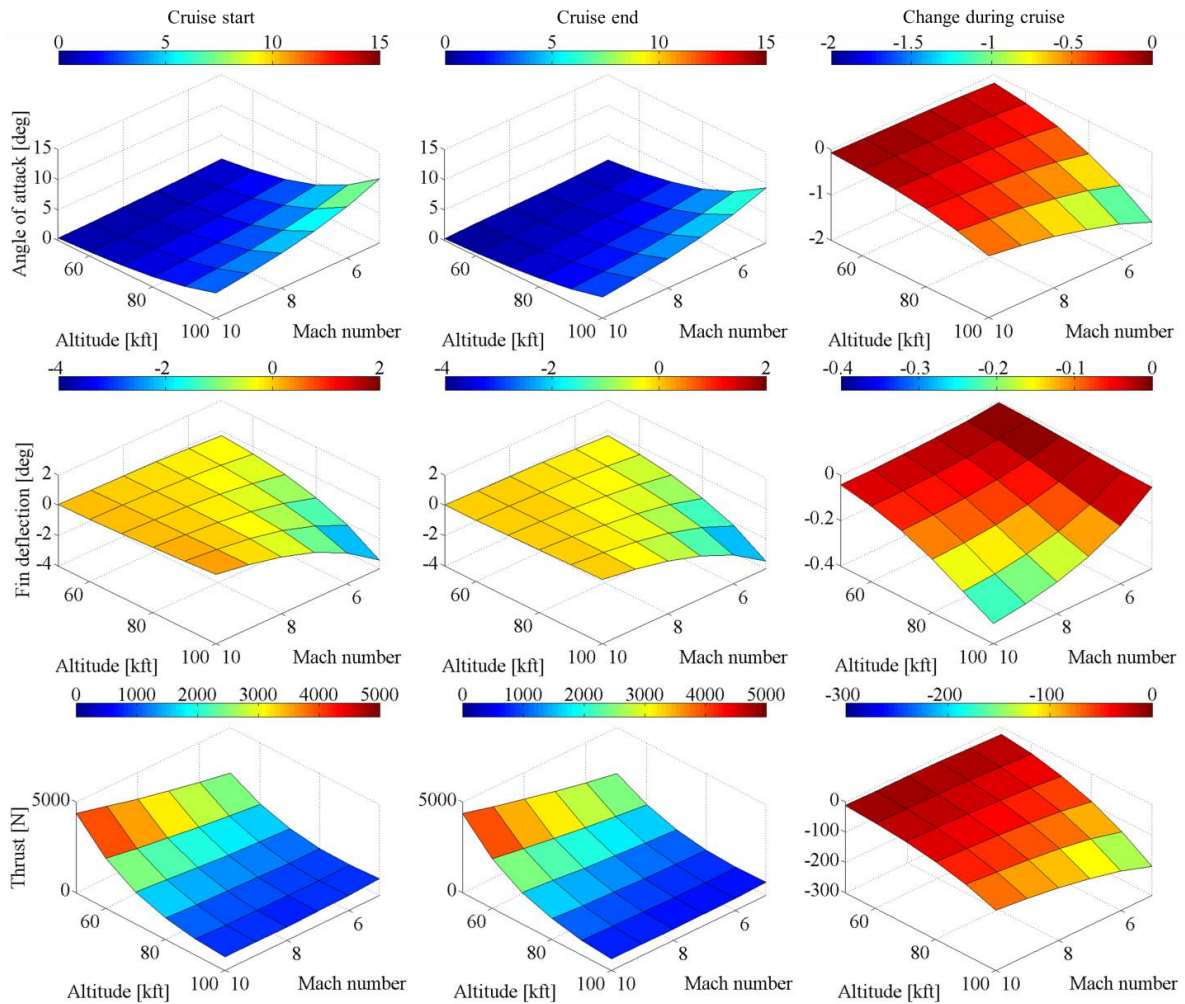 Cruise start Cruise end Change during cruise
0 5 10 15 0 5 10 15 -2 -1.5 -1 -0.5 0
Angle of attack [deg]
15 10 5 0 15 10 5 0 0 -1 -2
60 80 100 10 8 6 60 80 100 10 8 6 60 80 100 10 8 6
Altitude [kft] Mach number Altitude [kft] Mach number Altitude [kft] Mach number
-4 -2 0 2 -4 -2 0 2 -0.4 -0.3 -0.2 -0.1 0
Fin deflection [deg]
2 0 -2 -4 2 0 -2 -4 0 -0.2 -0.4
60 80 100 10 8 6 60 80 100 10 8 6 60 80 100 10 8 6
Altitude [kft] Mach number Altitude [kft] Mach number Altitude [kft] Mach number
0 1000 2000 3000 4000 5000 0 1000 2000 3000 4000 5000 -300 -200 -100 0
Thrust [N]
5000 0 5000 0 0 -100 -200 -300
60 80 100 10 8 6 60 80 100 10 8 6 60 80 100 10 8 6
Altitude [kft] Mach number Altitude [kft] Mach number Altitude [kft] Mach number